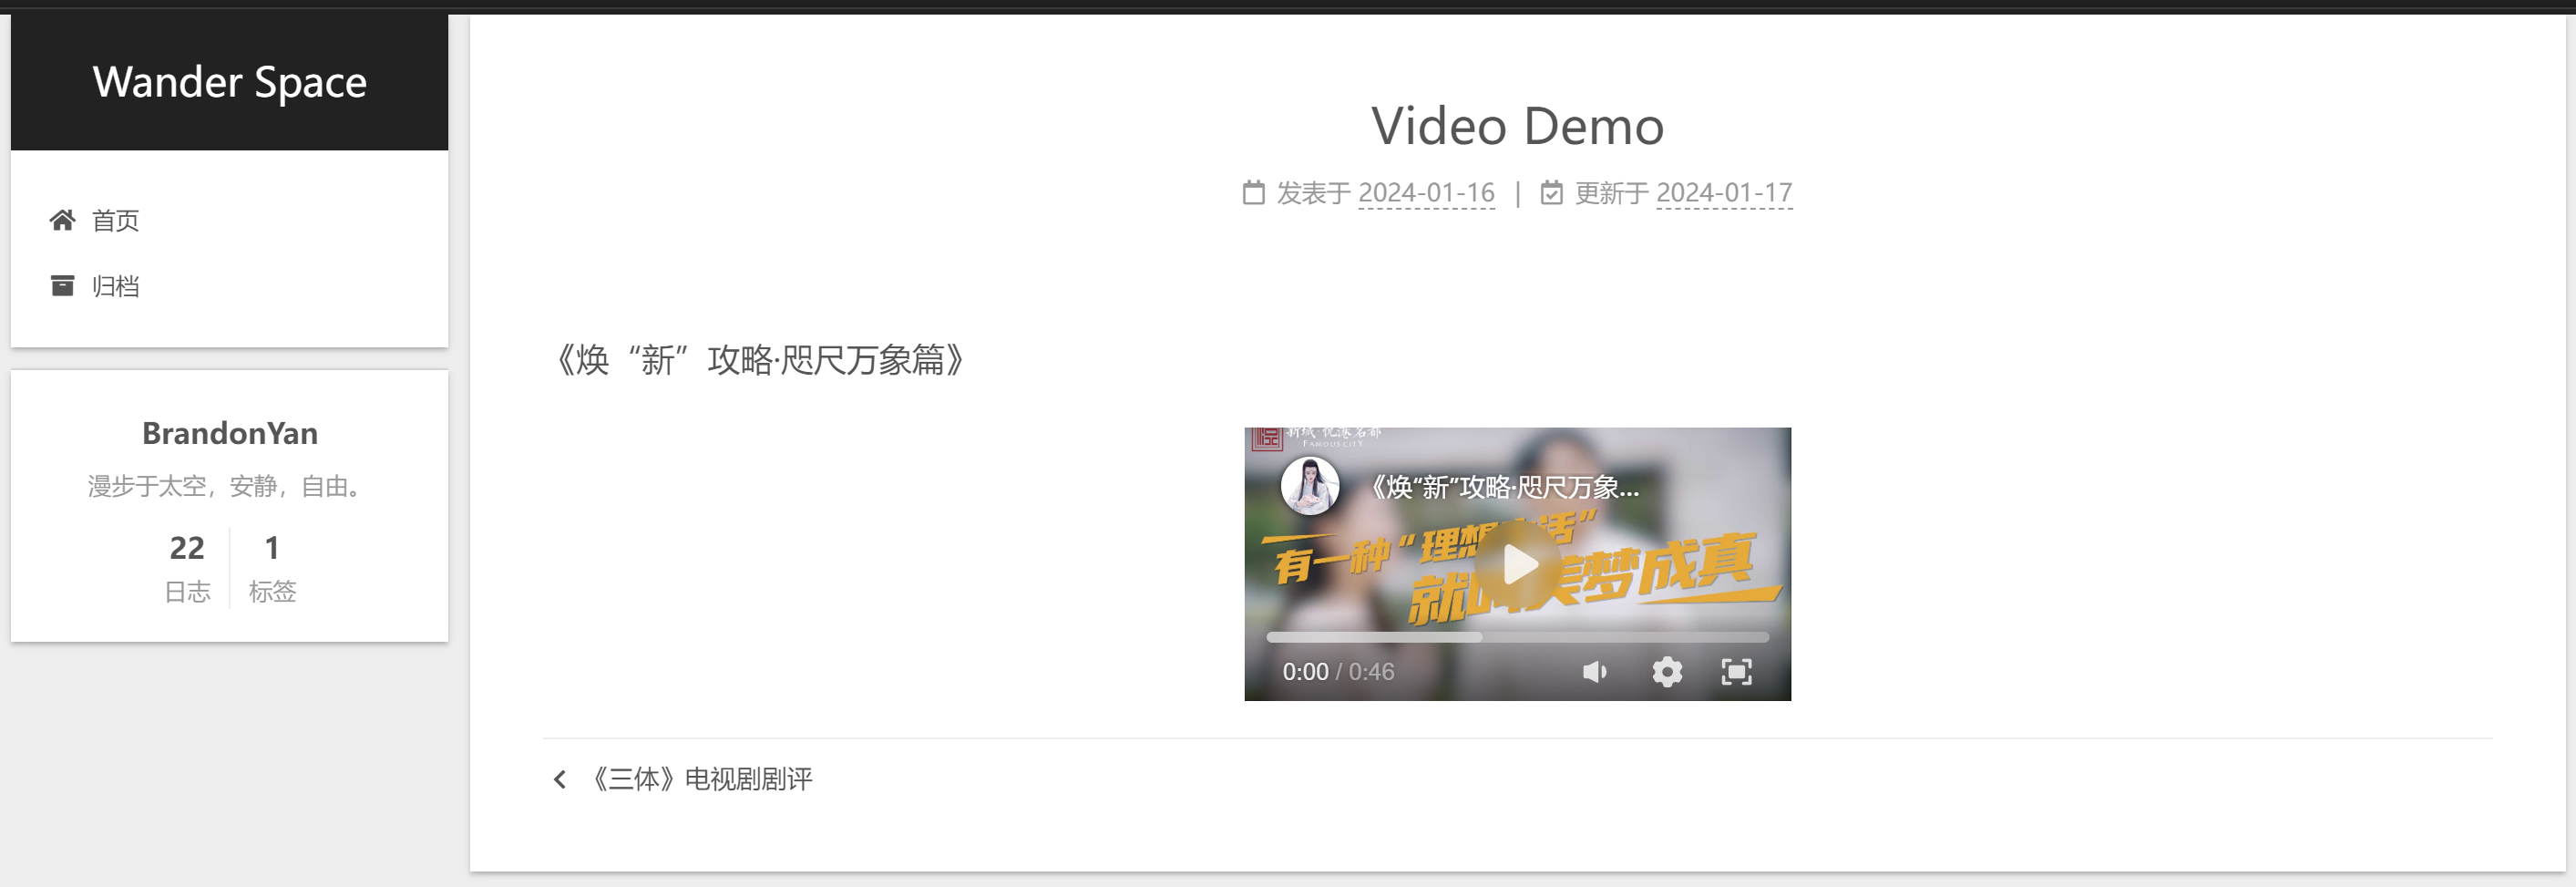 Wander Space
首页
归档
BrandonYan
漫步于太空，安静，自由。
22 1
日志 标签
Video Demo
发表于 2024-01-16 | 更新于 2024-01-17
《焕“新”攻略·咫尺万象篇》
FAMOUS CITY
《焕“新”攻略·咫尺万象...
有一种“理想生活”
就叫美梦成真
0:00 / 0:46
《三体》电视剧剧评